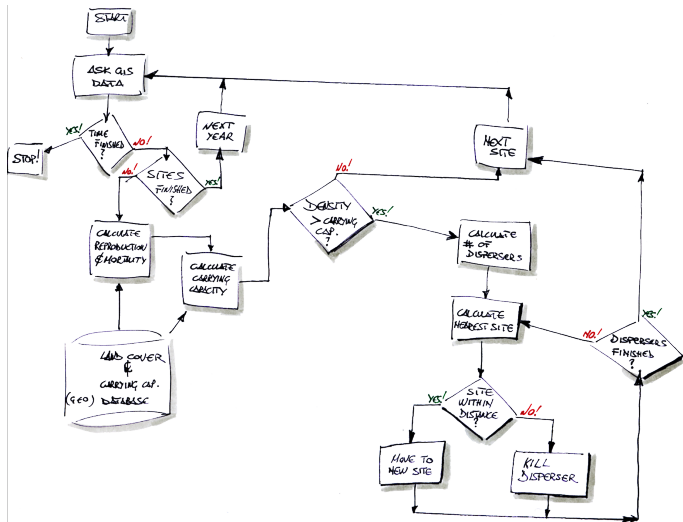 START
ASK GIS
DATA
YES!
TIME
FINISHED
?
NO!
STOP!
NEXT
YEAR
NO!
SITES
FINISHED
?
YES!
NEXT
SITE
NO!
DENSITY
> CARRYING
CAP.
?
YES!
CALCULATE
# OF
DISPERSERS
CALCULATE
REPRODUCTION
& MORTALITY
CALCULATE
CARRYING
CAPACITY
CALCULATE
NEAREST SITE
NO!
YES!
DISPERSERS
FINISHED
?
LAND COVER
&
CARRYING CAP.
(GEO) DATABASE
YES!
SITE
WITHIN
DISTANCE
?
NO!
MOVE TO
NEW SITE
KILL
DISPERSER